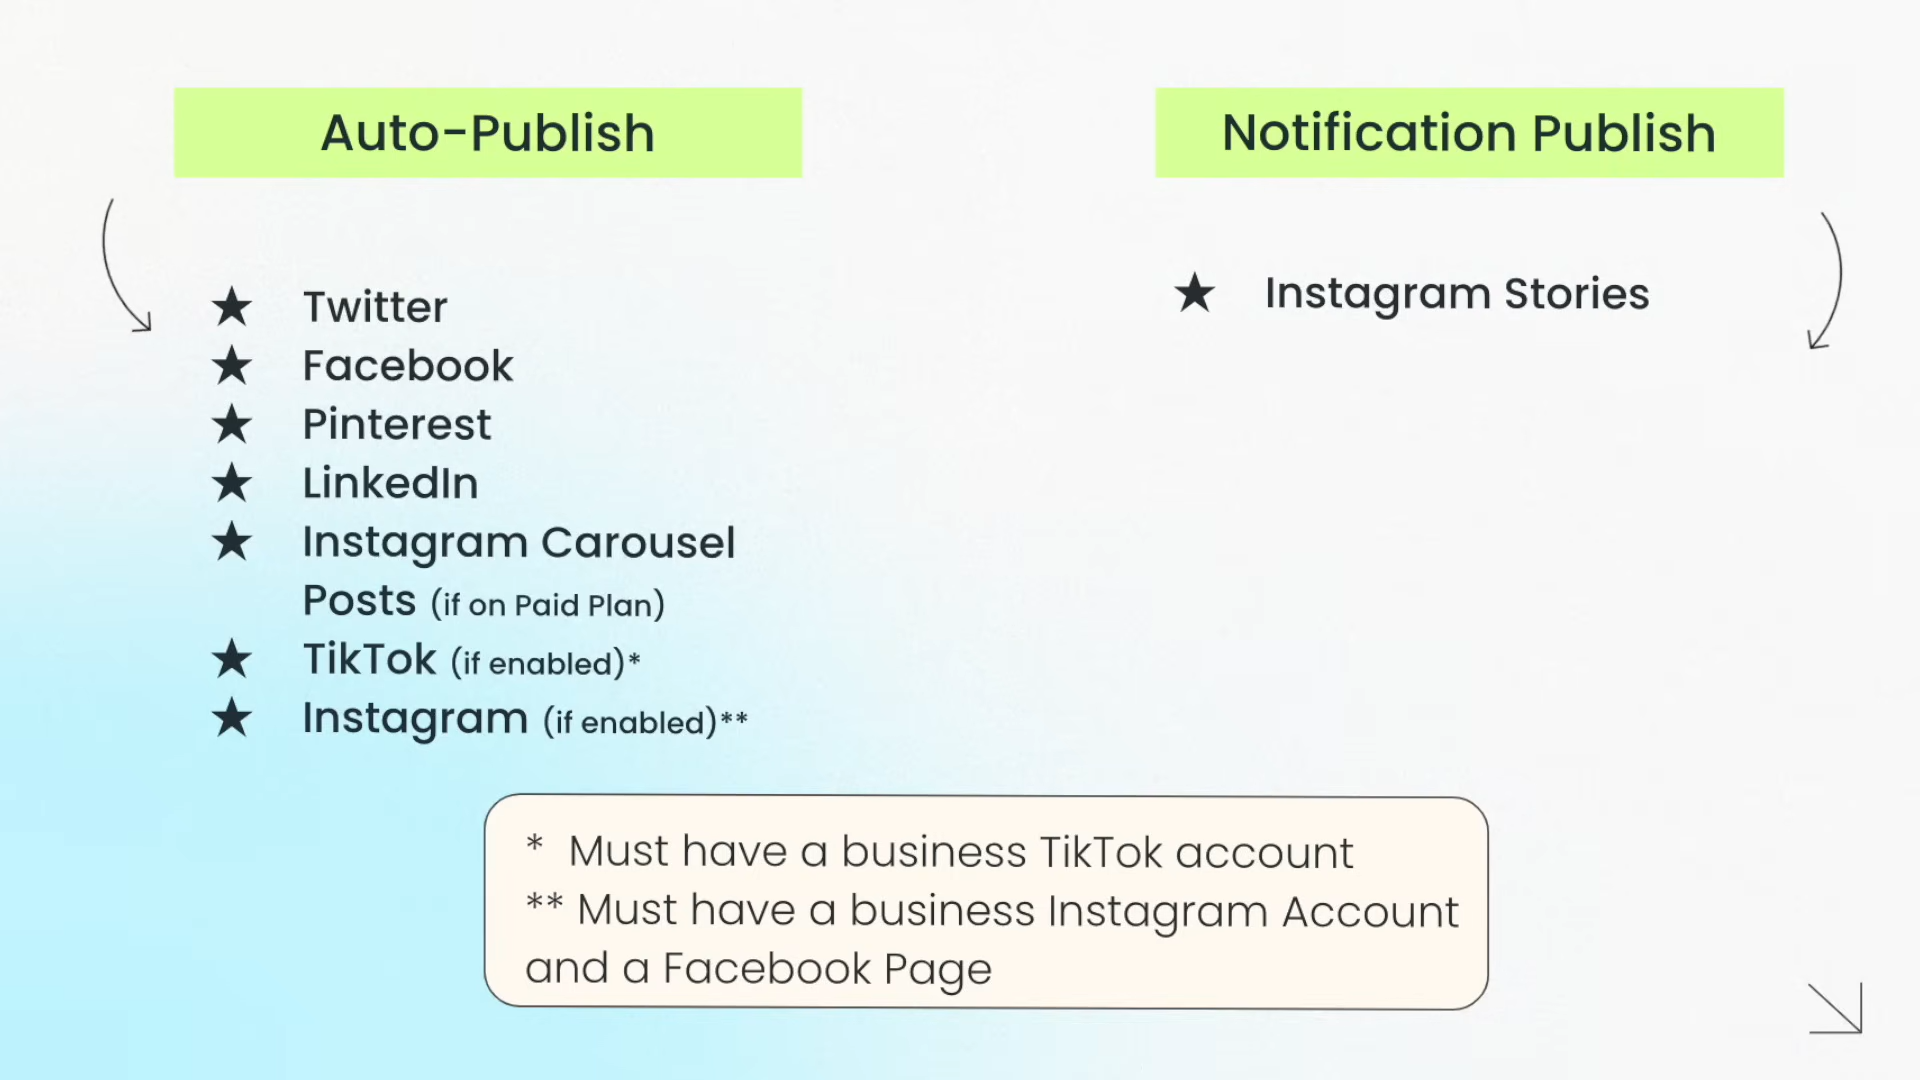 Auto-Publish
Twitter
Facebook
Pinterest
LinkedIn
Instagram Carousel
Posts (if on Paid Plan)
TikTok (if enabled)*
Instagram (if enabled)**
Notification Publish
Instagram Stories
* Must have a business TikTok account
** Must have a business Instagram Account
and a Facebook Page